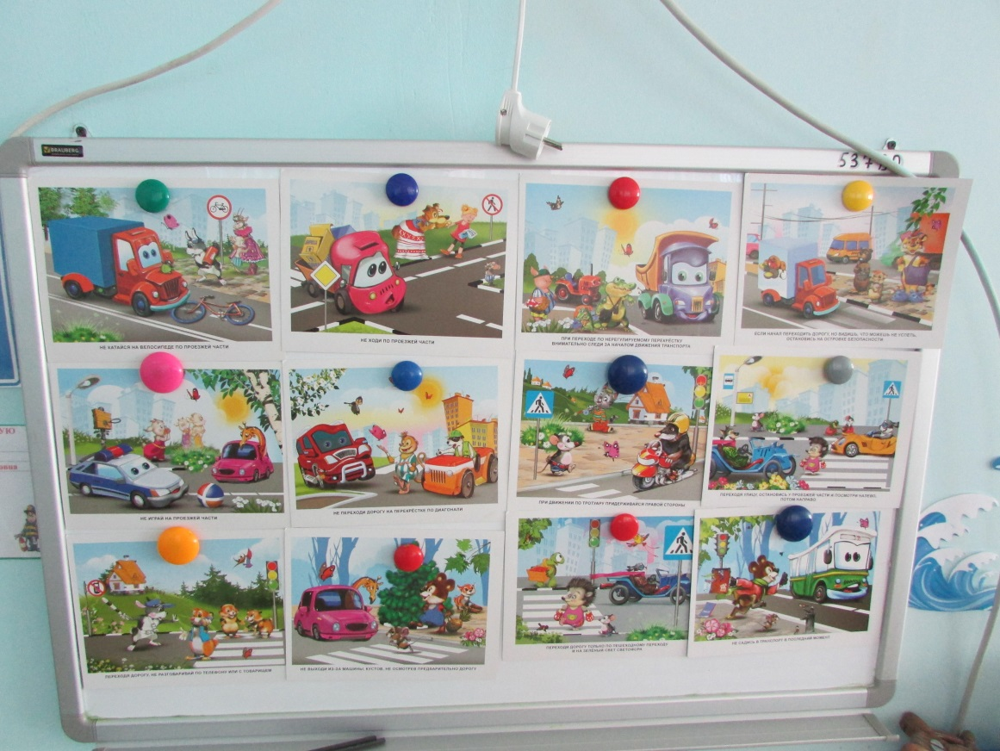 BRAUBERG
НЕ КАТАЙСЯ НА ВЕЛОСИПЕДЕ ПО ПРОЕЗЖЕЙ ЧАСТИ
НЕ ХОДИ ПО ПРОЕЗЖЕЙ ЧАСТИ
ПРИ ПЕРЕХОДЕ ПО НЕРЕГУЛИРУЕМОМУ ПЕРЕКРЁСТКУ
ВНИМАТЕЛЬНО СЛЕДИ ЗА НАЧАЛОМ ДВИЖЕНИЯ ТРАНСПОРТА
ЕСЛИ НАЧАЛ ПЕРЕХОДИТЬ ДОРОГУ, НО ВИДИШЬ, ЧТО МОЖЕШЬ НЕ УСПЕТЬ,
ОСТАНОВИСЬ НА ОСТРОВКЕ БЕЗОПАСНОСТИ
НЕ ИГРАЙ НА ПРОЕЗЖЕЙ ЧАСТИ
НЕ ПЕРЕХОДИ ДОРОГУ НА ПЕРЕКРЁСТКЕ ПО ДИАГОНАЛИ
ПРИ ДВИЖЕНИИ ПО ТРОТУАРУ ПРИДЕРЖИВАЙСЯ ПРАВОЙ СТОРОНЫ
ПЕРЕХОДЯ УЛИЦУ, ОСТАНОВИСЬ У ПРОЕЗЖЕЙ ЧАСТИ И ПОСМОТРИ НАЛЕВО,
ПОТОМ НАПРАВО
ПЕРЕХОДЯ ДОРОГУ, НЕ РАЗГОВАРИВАЙ ПО ТЕЛЕФОНУ ИЛИ С ТОВАРИЩЕМ
НЕ ВЫХОДИ ИЗ-ЗА МАШИНЫ, КУСТОВ, НЕ ОСМОТРЕВ ПРЕДВАРИТЕЛЬНО ДОРОГУ
ПЕРЕХОДИ ДОРОГУ ТОЛЬКО ПО ПЕШЕХОДНОМУ ПЕРЕХОДУ
И НА ЗЕЛЁНЫЙ СВЕТ СВЕТОФОРА
НЕ САДИСЬ В ТРАНСПОРТ В ПОСЛЕДНИЙ МОМЕНТ